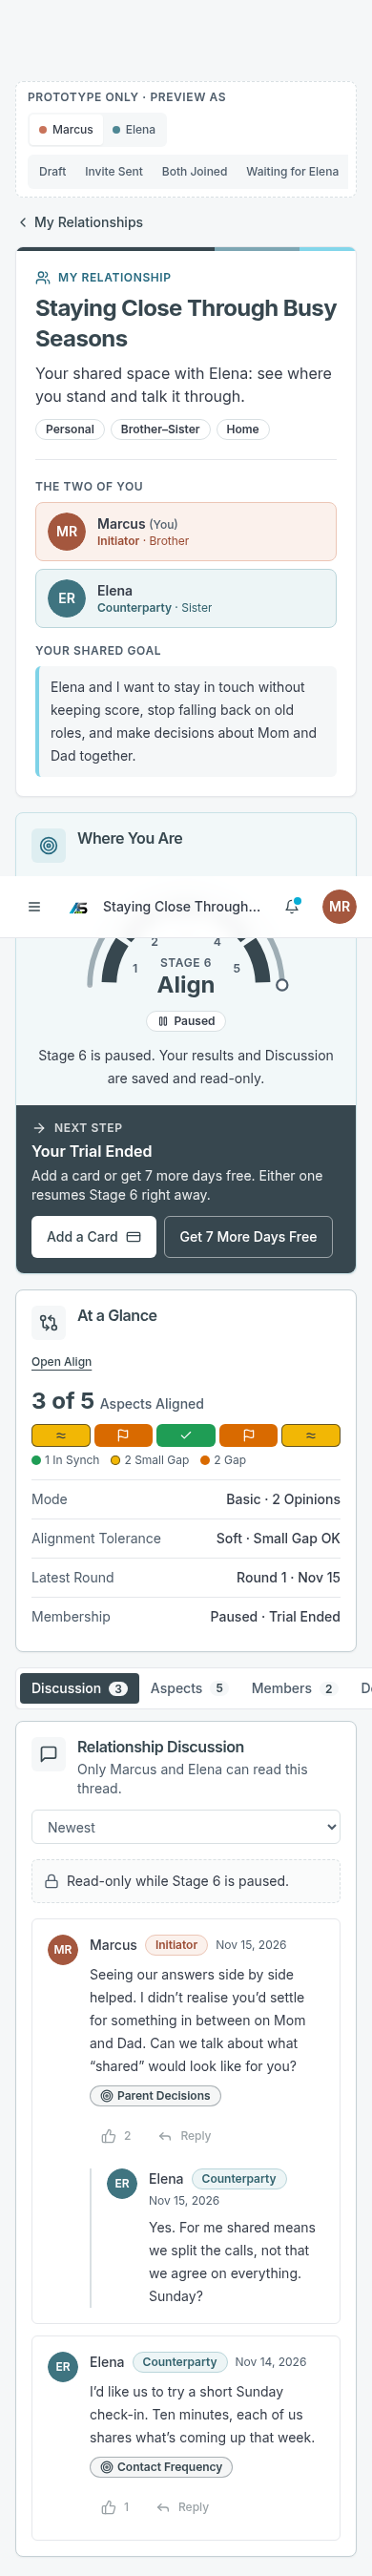 PROTOTYPE ONLY · PREVIEW AS
Marcus Elena
Draft Invite Sent Both Joined Waiting for Elena
My Relationships
MY RELATIONSHIP
Staying Close Through Busy
Seasons
Your shared space with Elena: see where
you stand and talk it through.
Personal Brother–Sister Home
THE TWO OF YOU
MR
Marcus (You)
Initiator · Brother
ER
Elena
Counterparty · Sister
YOUR SHARED GOAL
Elena and I want to stay in touch without
keeping score, stop falling back on old
roles, and make decisions about Mom and
Dad together.
Where You Are
Staying Close Through... MR
2 4
1 5
STAGE 6
Align
Paused
Stage 6 is paused. Your results and Discussion
are saved and read-only.
NEXT STEP
Your Trial Ended
Add a card or get 7 more days free. Either one
resumes Stage 6 right away.
Add a Card Get 7 More Days Free
At a Glance
Open Align
3 of 5 Aspects Aligned
1 In Synch 2 Small Gap 2 Gap
Mode Basic · 2 Opinions
Alignment Tolerance Soft · Small Gap OK
Latest Round Round 1 · Nov 15
Membership Paused · Trial Ended
Discussion 3 Aspects 5 Members 2
Relationship Discussion
Only Marcus and Elena can read this
thread.
Newest
Read-only while Stage 6 is paused.
MR Marcus Initiator Nov 15, 2026
Seeing our answers side by side
helped. I didn’t realise you’d settle
for something in between on Mom
and Dad. Can we talk about what
“shared” would look like for you?
Parent Decisions
2 Reply
ER Elena Counterparty
Nov 15, 2026
Yes. For me shared means
we split the calls, not that
we agree on everything.
Sunday?
ER Elena Counterparty Nov 14, 2026
I’d like us to try a short Sunday
check-in. Ten minutes, each of us
shares what’s coming up that week.
Contact Frequency
1 Reply